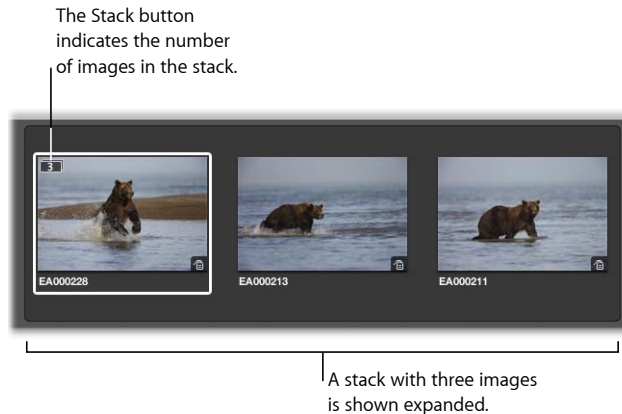 The Stack button
indicates the number
of images in the stack.
3
EA000228
EA000213
EA000211
A stack with three images
is shown expanded.